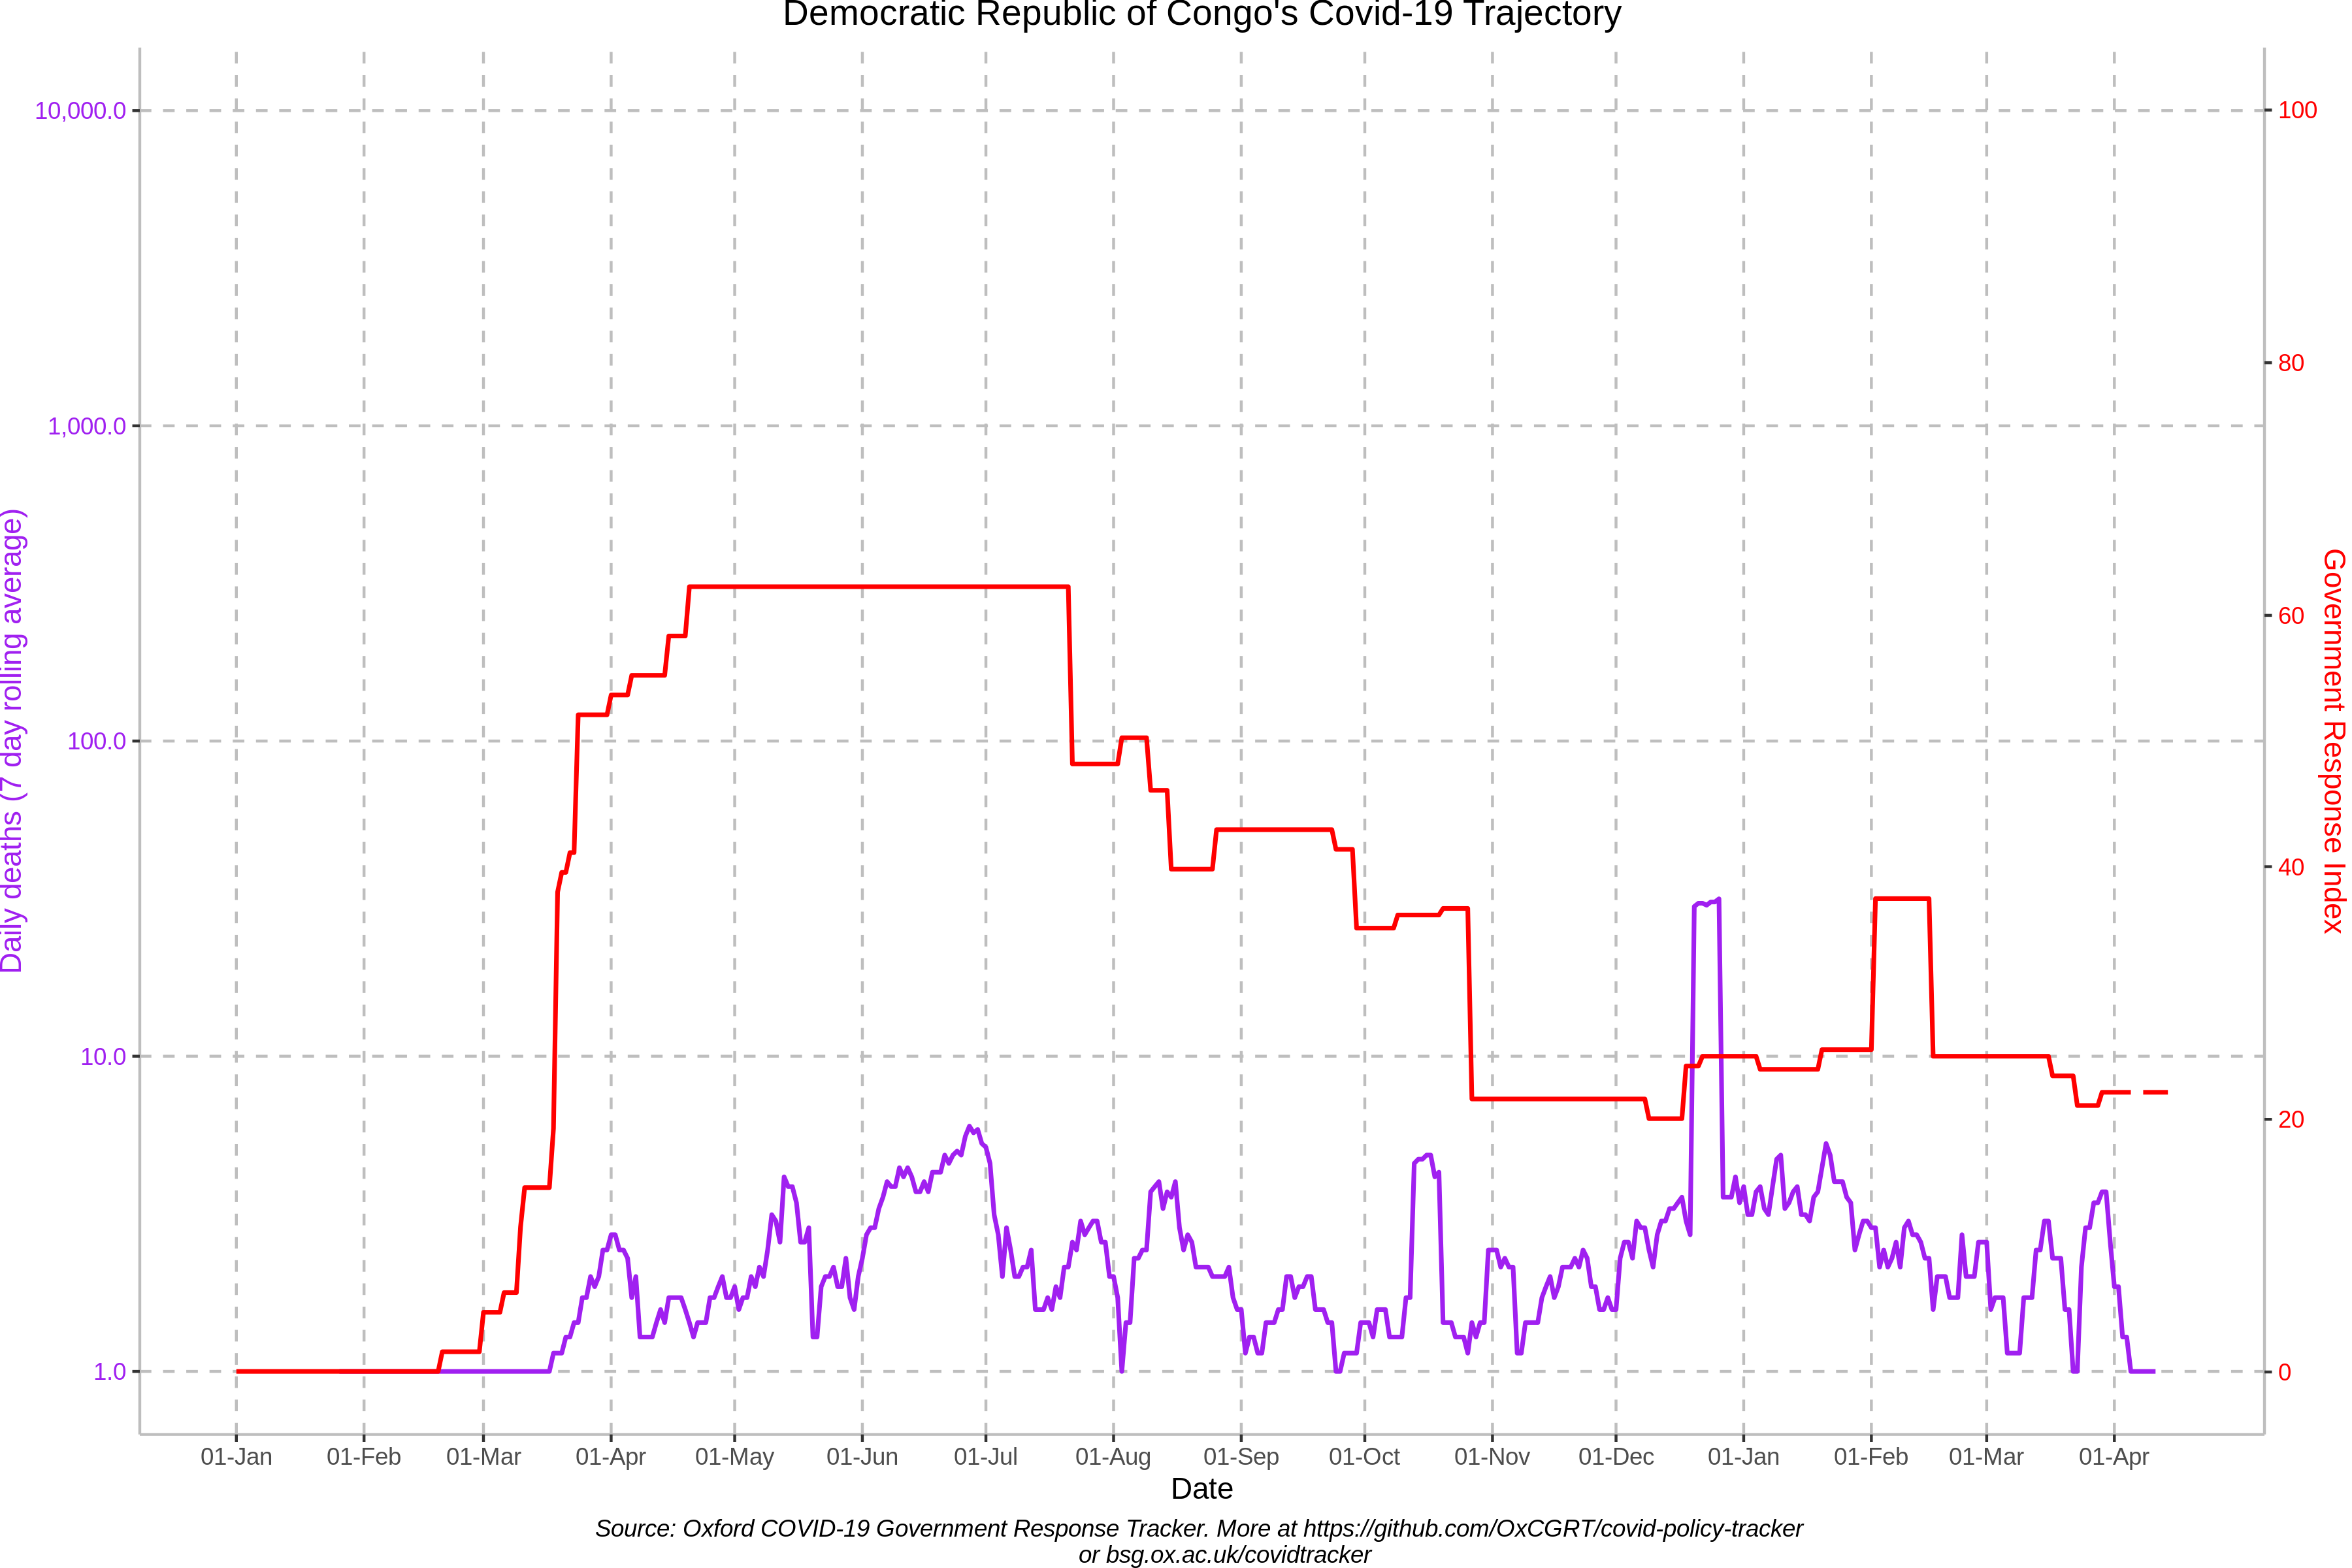 Democratic Republic of Congo's Covid-19 Trajectory
Daily deaths (7 day rolling average)
10,000.0
1,000.0
100.0
10.0
1.0
100
80
60
40
20
0
Government Response Index
01-Jan
01-Feb
01-Mar
01-Apr
01-May
01-Jun
01-Jul
01-Aug
01-Sep
01-Oct
01-Nov
01-Dec
01-Jan
01-Feb
01-Mar
01-Apr
Date
Source: Oxford COVID-19 Government Response Tracker. More at https://github.com/OxCGRT/covid-policy-tracker
or bsg.ox.ac.uk/covidtracker